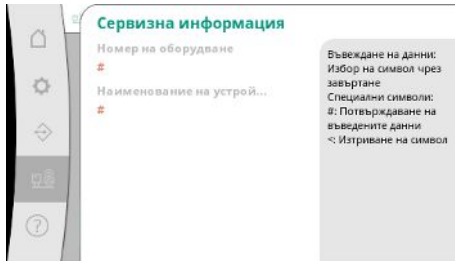 Сервизна информация
Номер на оборудване
#
Наименование на устрой...
#
Въвеждане на данни:
Избор на символ чрез
завъртане
Специални символи:
#: Потвърждаване на
въведените данни
<: Изтриване на символ
?